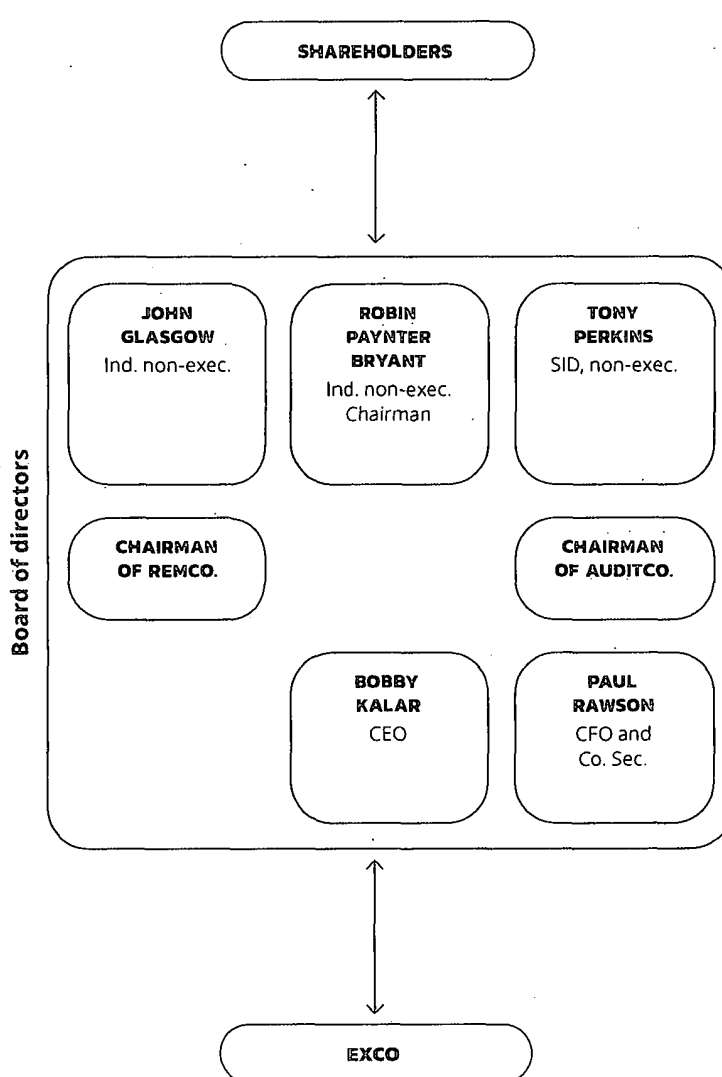 SHAREHOLDERS
Board of directors
JOHN
GLASGOW
Ind. non-exec.
ROBIN
PAYNTER
BRYANT
Ind. non-exec.
Chairman
TONY
PERKINS
SID, non-exec.
CHAIRMAN
OF REMCO.
CHAIRMAN
OF AUDITCO.
BOBBY
KALAR
CEO
PAUL
RAWSON
CFO and
Co. Sec.
EXCO